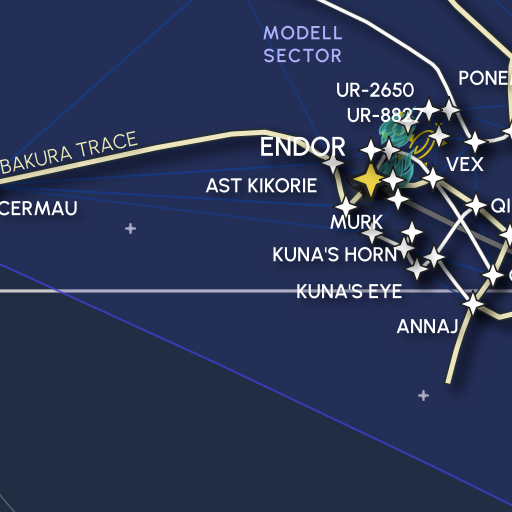 MODELL
SECTOR
PONE
UR-2650
UR-8827
BAKURA TRACE
ENDOR
VEX
AST KIKORIE
CERMAU
QI
MURK
KUNA'S HORN
KUNA'S EYE
ANNAJ